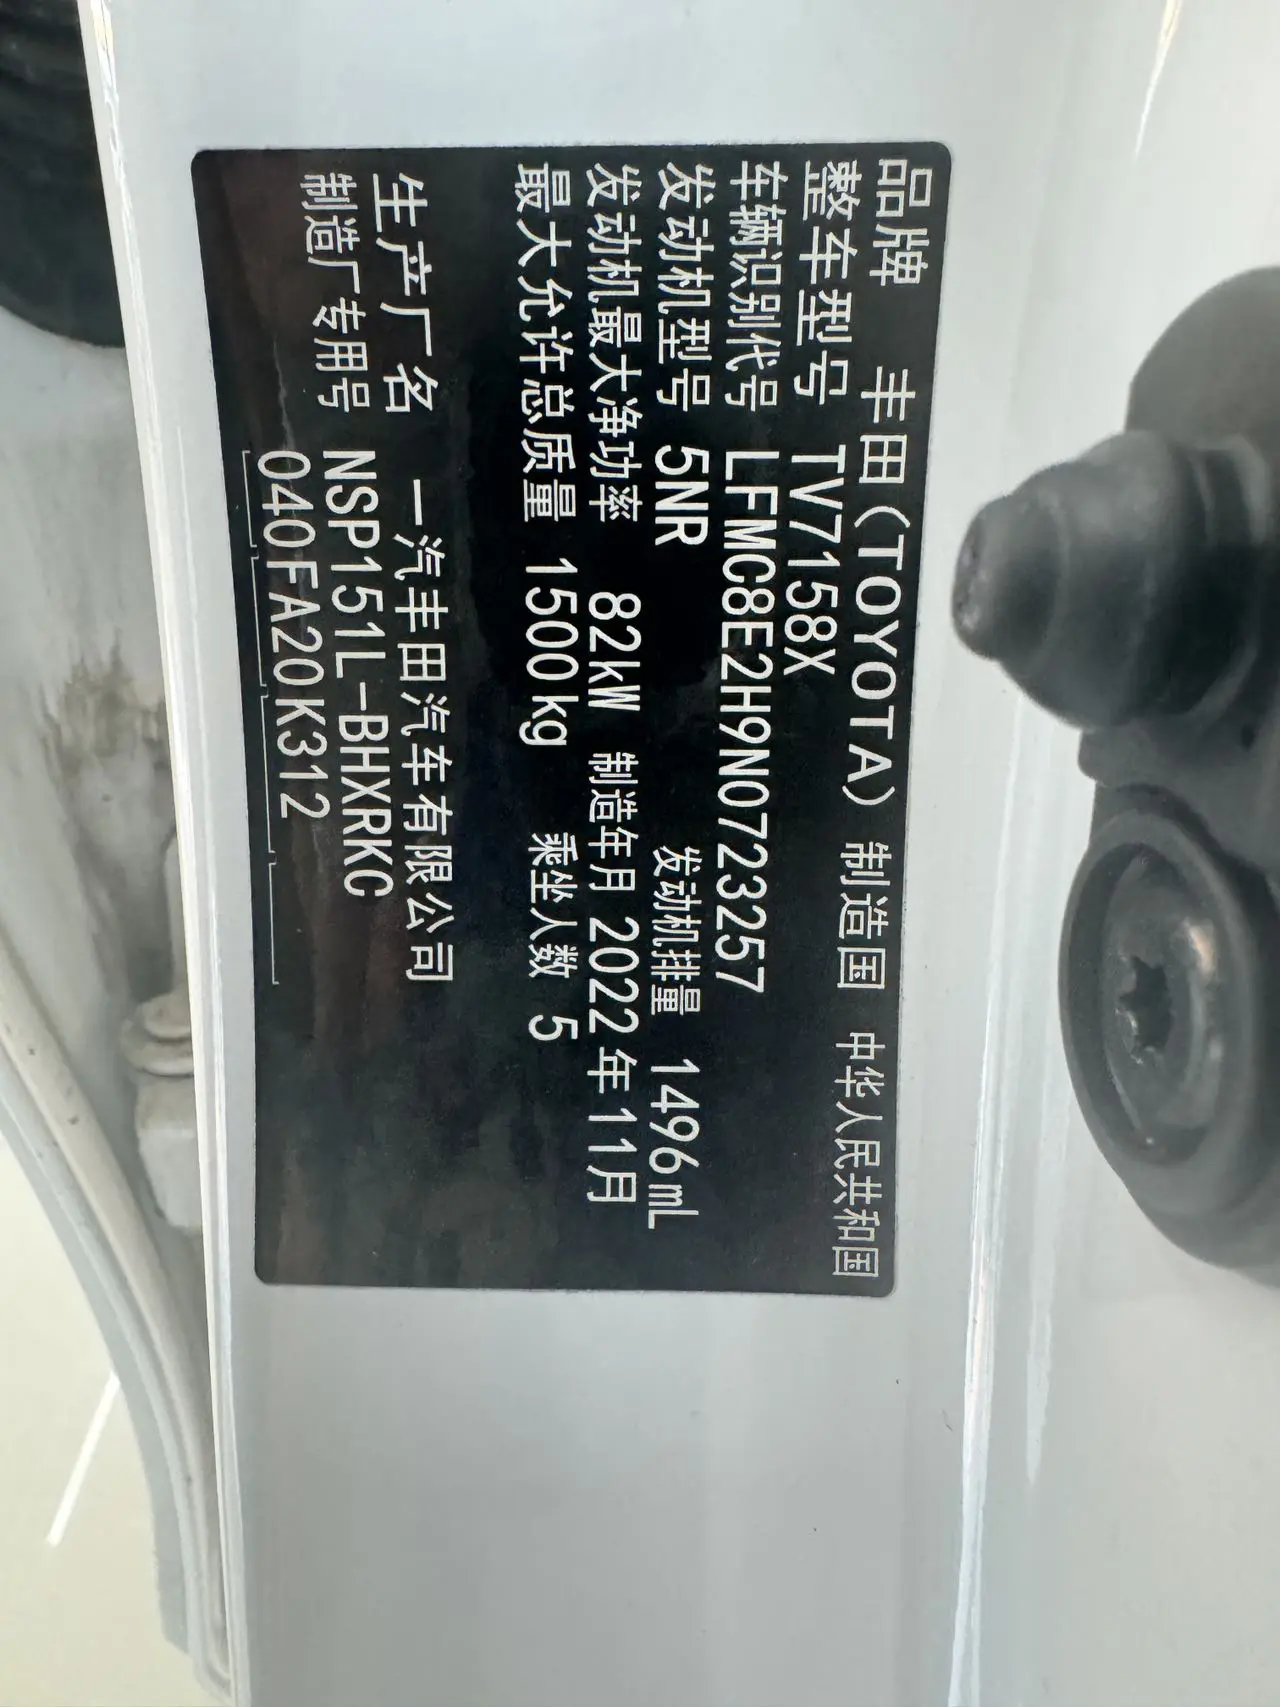 品牌 丰田(TOYOTA) 制造国 中华人民共和国
整车型号 TV7158X
车辆识别代号 LFMC8E2H9N0723257
发动机型号 5NR 发动机排量 1496mL
发动机最大净功率 82kW 制造年月 2022年11月
最大允许总质量 1500kg 乘坐人数 5
生产厂名 一汽丰田汽车有限公司
制造厂专用号 NSP151L-BHXRKC
040FA20K312